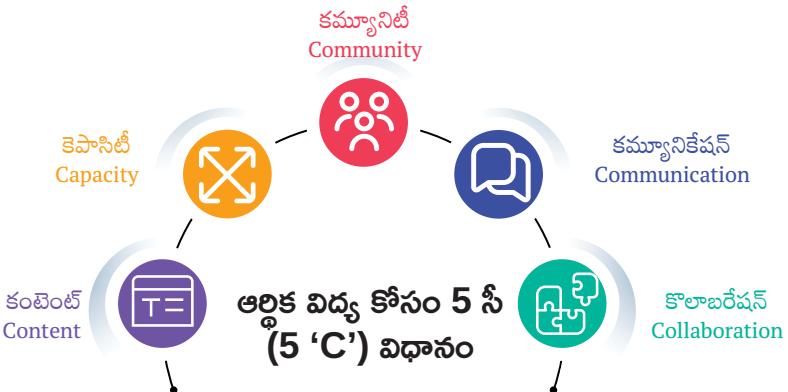 కమ్యూనిటీ
Community
కెపాసిటీ
Capacity
కమ్యూనికేషన్
Communication
కంటెంట్
Content
ఆర్థిక విద్య కోసం 5 సీ
(5 ‘C’) విధానం
కొలాబరేషన్
Collaboration